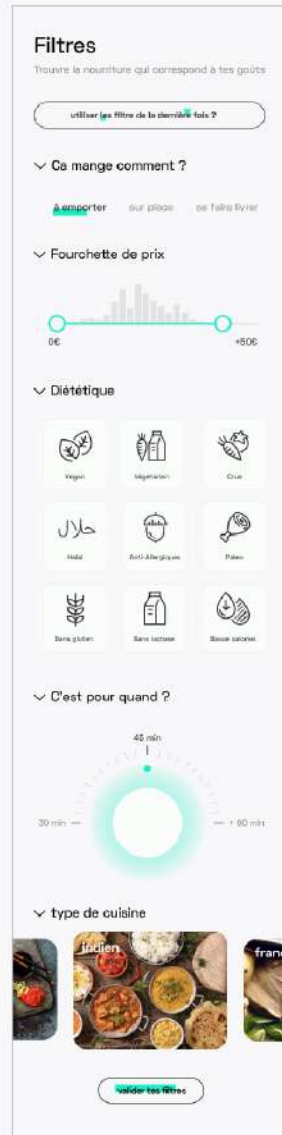 Filtres
Trouvre la nourriture qui correspond à tes goûts
utiliser les filtre de la dernière fois ?
Ca mange comment ?
à emporter sur place se faire livrer
Fourchette de prix
0€ +50€
Diététique
Vegan Végétarien Crue
حلال
Halal Anti-Allergiques Paleo
Sans gluten Sans lactose Basse calories
C'est pour quand ?
45 min
30 min + 90 min
type de cuisine
indien franc
valider tes filtres